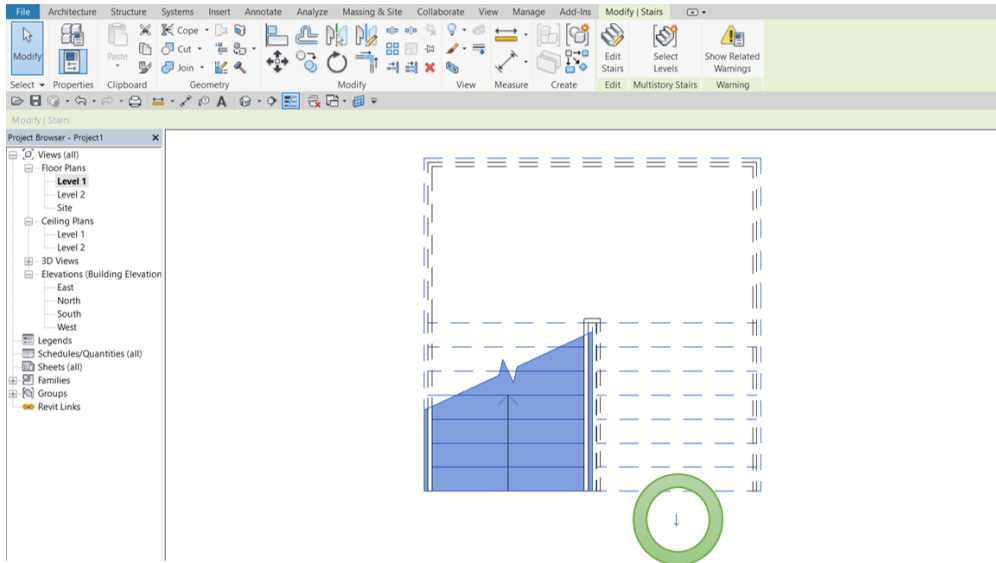 File Architecture Structure Systems Insert Annotate Analyze Massing & Site Collaborate View Manage Add-Ins Modify | Stairs
Cope
Cut
Join
Modify
Paste
Edit Stairs
Select Levels
Show Related Warnings
Select Properties Clipboard Geometry Modify View Measure Create Edit Multistory Stairs Warning
A
Modify | Stairs
Project Browser - Project1
Views (all)
Floor Plans
Level 1
Level 2
Site
Ceiling Plans
Level 1
Level 2
3D Views
Elevations (Building Elevation
East
North
South
West
Legends
Schedules/Quantities (all)
Sheets (all)
Families
Groups
Revit Links